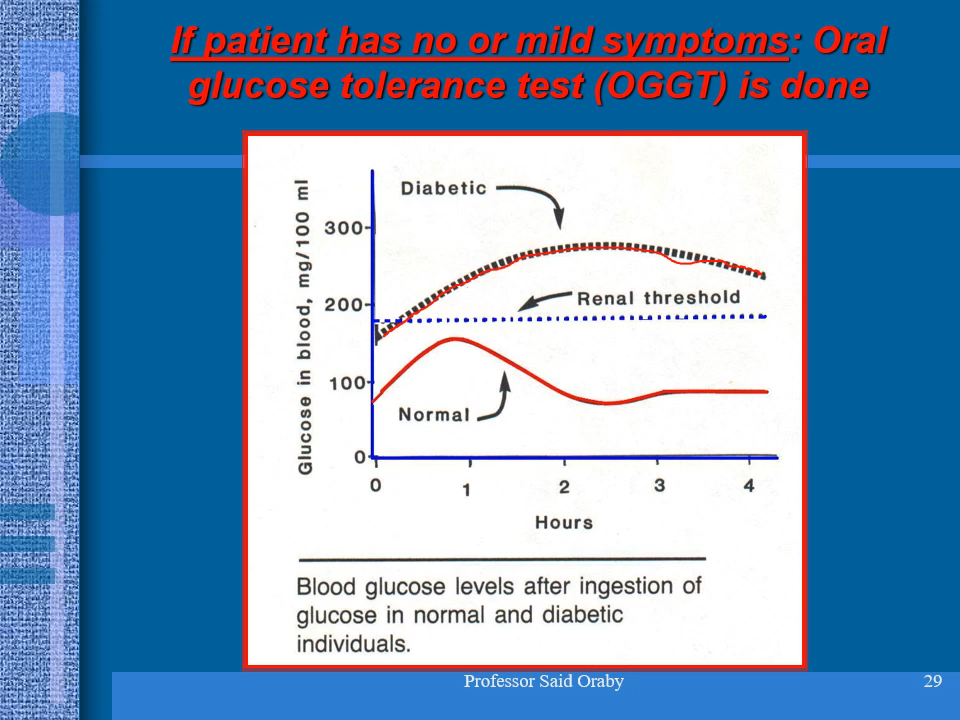 If patient has no or mild symptoms: Oral
glucose tolerance test (OGGT) is done
Glucose in blood, mg/100 ml
300
200
100
0
Diabetic
Renal threshold
Normal
0 1 2 3 4
Hours
Blood glucose levels after ingestion of
glucose in normal and diabetic
individuals.
Professor Said Oraby 29